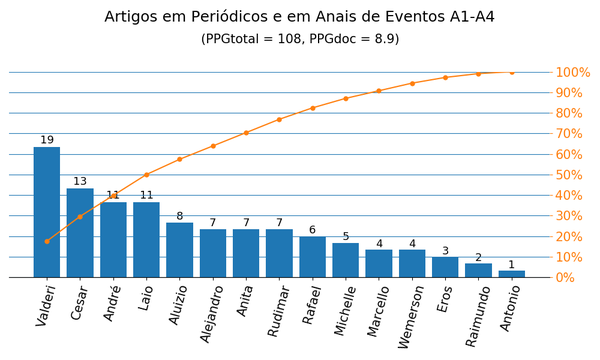 Artigos em Periódicos e em Anais de Eventos A1-A4
(PPGtotal = 108, PPGdoc = 8.9)
100%
90%
80%
70%
60%
50%
40%
30%
20%
10%
0%
19
13
11
11
8
7
7
7
6
5
4
4
3
2
1
Valderi
Cesar
André
Laio
Aluizio
Alejandro
Anita
Rudimar
Rafael
Michelle
Marcello
Wemerson
Eros
Raimundo
Antonio